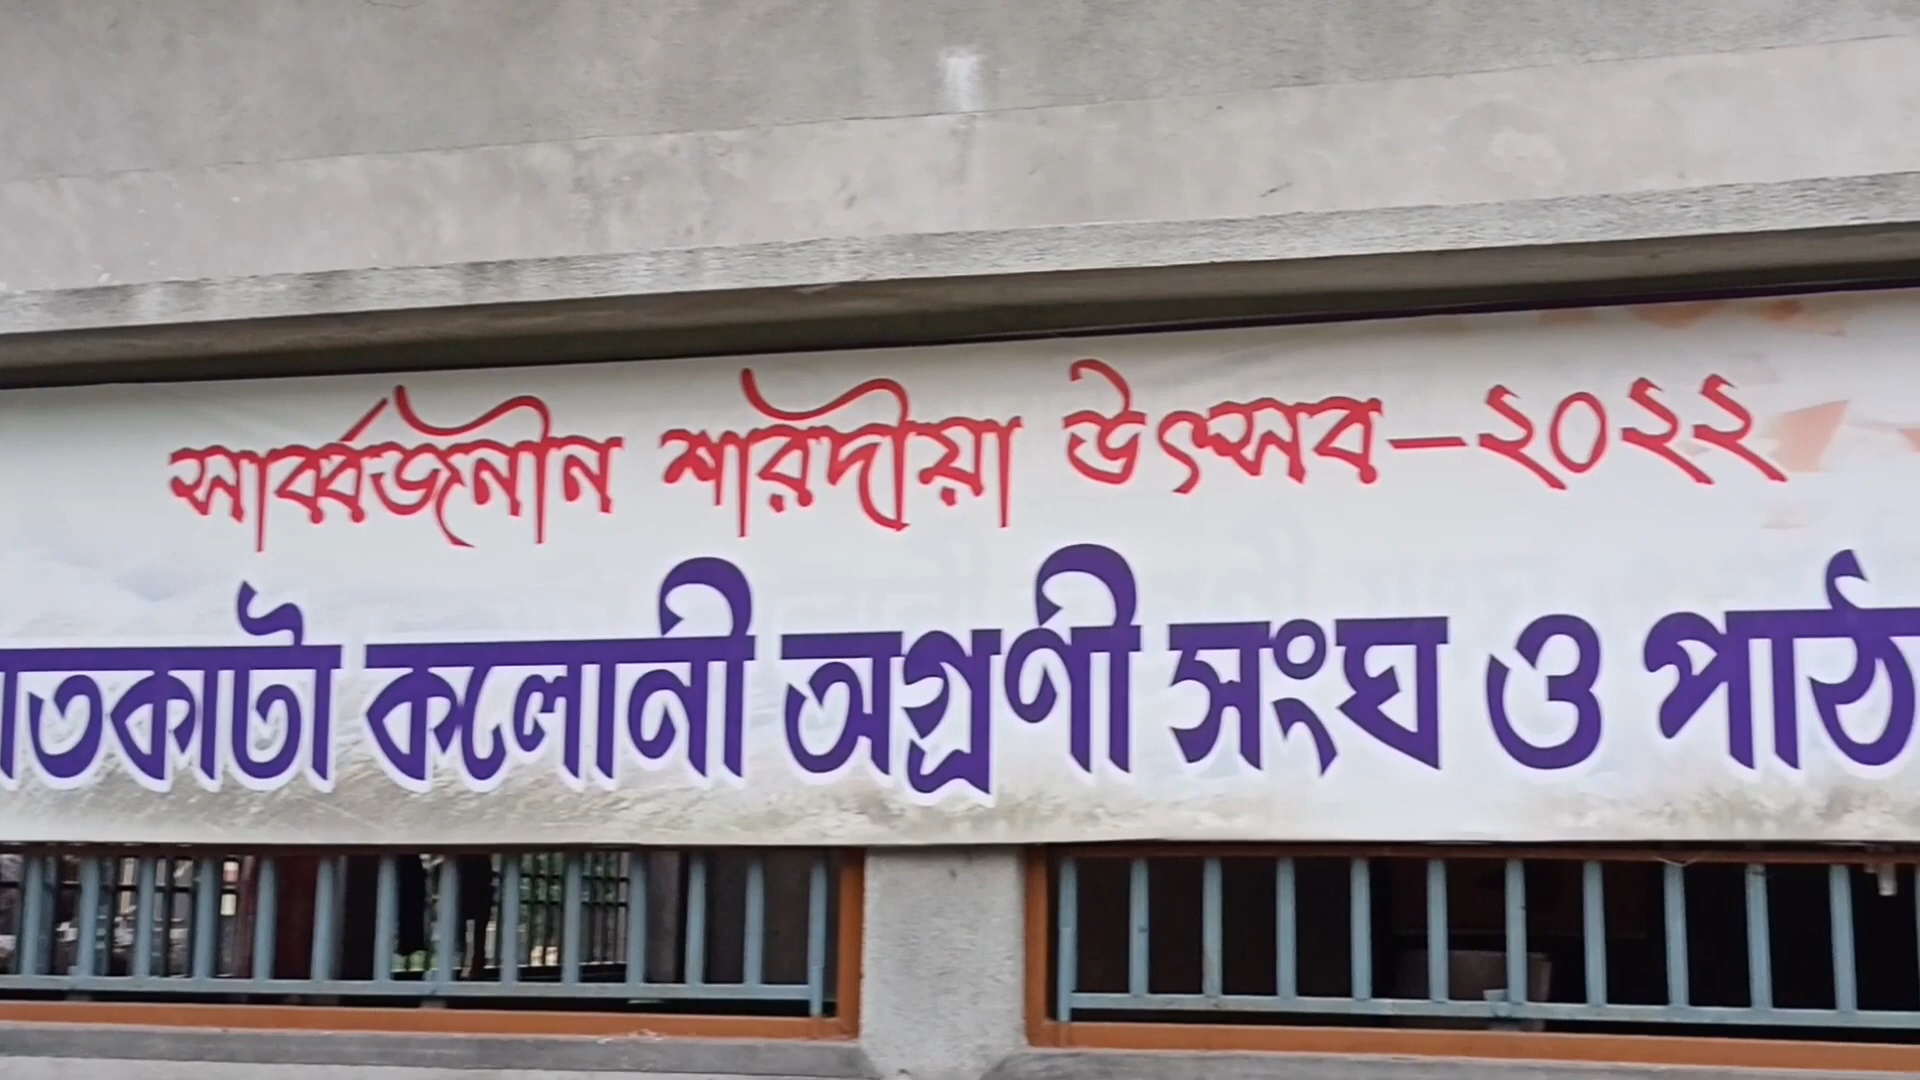 সার্ব্বজনীন শারদীয়া উৎসব-২০২২
াতকাটা কলোনী অগ্রণী সংঘ ও পাঠ